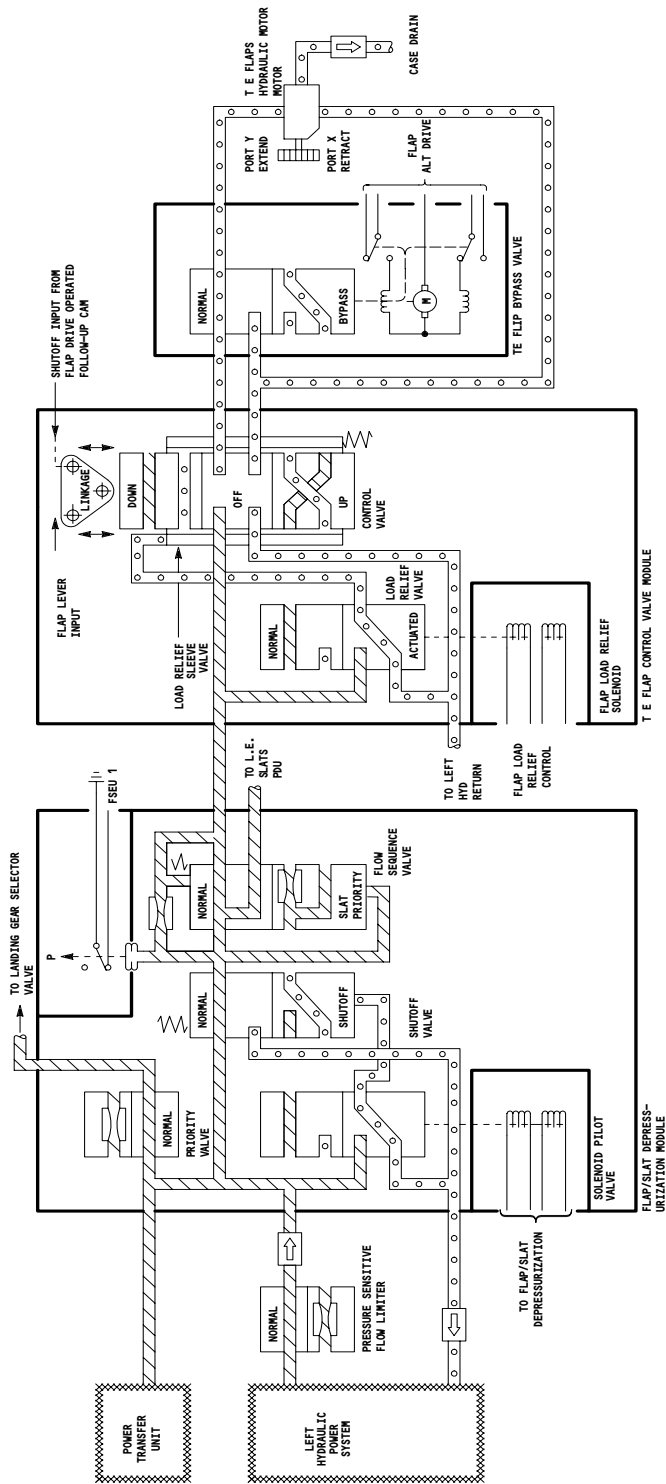 POWER
TRANSFER
UNIT
LEFT
HYDRAULIC
POWER
SYSTEM
NORMAL
PRESSURE SENSITIVE
FLOW LIMITER
TO LANDING GEAR SELECTOR
VALVE
NORMAL
PRIORITY
VALVE
P
FSEU 1
NORMAL
SHUTOFF
SHUTOFF
VALVE
NORMAL
SLAT
PRIORITY
FLOW
SEQUENCE
VALVE
TO L.E.
SLATS
PDU
SOLENOID PILOT
VALVE
TO FLAP/SLAT
DEPRESSURIZATION
FLAP/SLAT DEPRESS-
URIZATION MODULE
FLAP LEVER
INPUT
SHUTOFF INPUT FROM
FLAP DRIVE OPERATED
FOLLOW-UP CAM
LINKAGE
LOAD RELIEF
SLEEVE
VALVE
DOWN
OFF
UP
CONTROL
VALVE
NORMAL
ACTUATED
LOAD RELIEF
VALVE
TO LEFT
HYD
RETURN
FLAP LOAD
RELIEF
CONTROL
FLAP LOAD RELIEF
SOLENOID
T E FLAP CONTROL VALVE MODULE
NORMAL
BYPASS
M
TE FLIP BYPASS VALVE
FLAP
ALT DRIVE
PORT Y
EXTEND
PORT X
RETRACT
T E FLAPS
HYDRAULIC MOTOR
MOTOR
CASE DRAIN